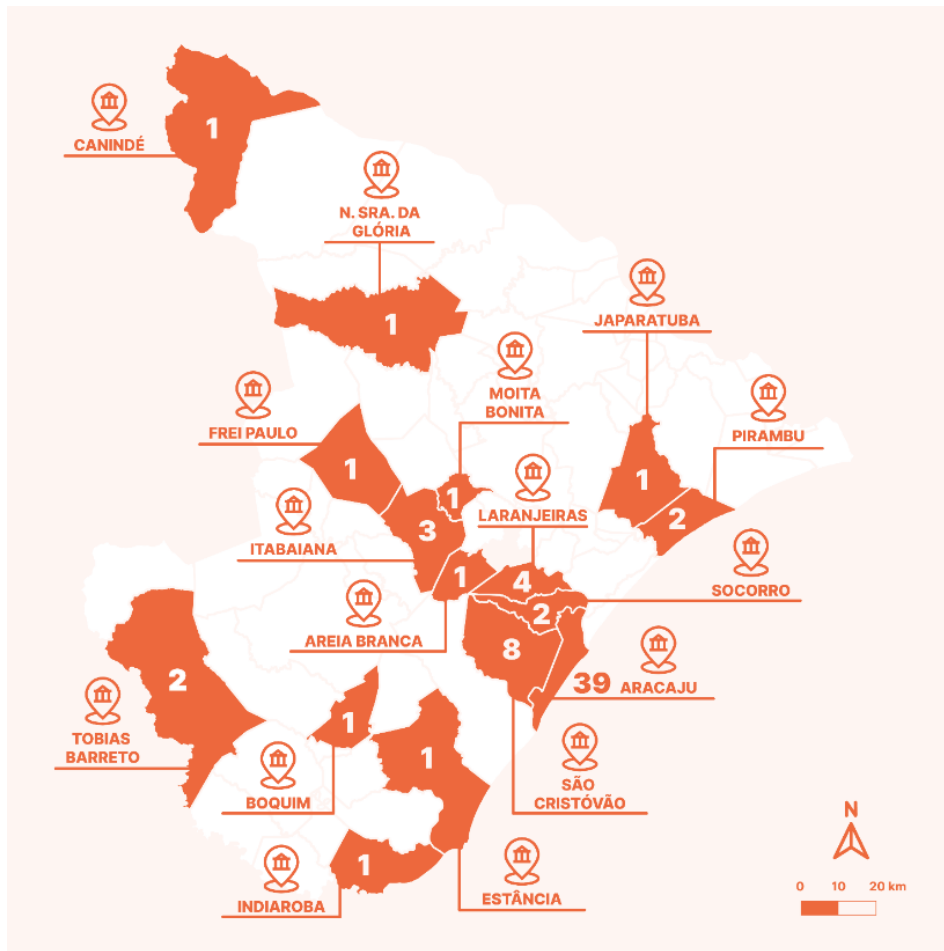 1
CANINDÉ
N. SRA. DA
GLÓRIA
1
JAPARATUBA
MOITA
BONITA
FREI PAULO
PIRAMBU
1
1
1
LARANJEIRAS
2
3
ITABAIANA
1
4
SOCORRO
2
AREIA BRANCA
8
2
39 ARACAJU
1
TOBIAS
BARRETO
1
SÃO
CRISTÓVÃO
BOQUIM
N
1
0 10 20 km
INDIAROBA
ESTÂNCIA